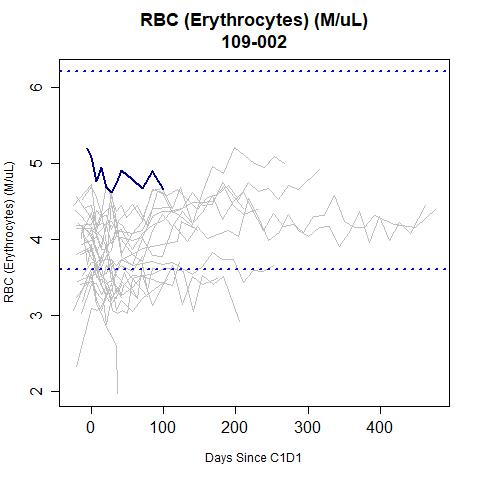 RBC (Erythrocytes) (M/uL)
109-002
RBC (Erythrocytes) (M/uL)
6
5
4
3
2
0 100 200 300 400
Days Since C1D1